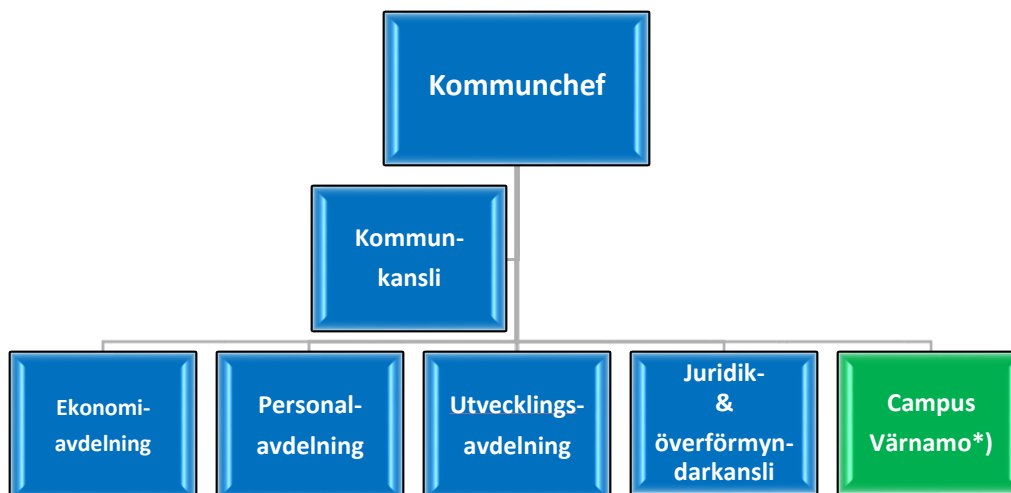 Kommunchef
Kommun-
kansli
Ekonomi-
avdelning
Personal-
avdelning
Utvecklings-
avdelning
Juridik-
&
överförmyn-
darkansli
Campus
Värnamo*)